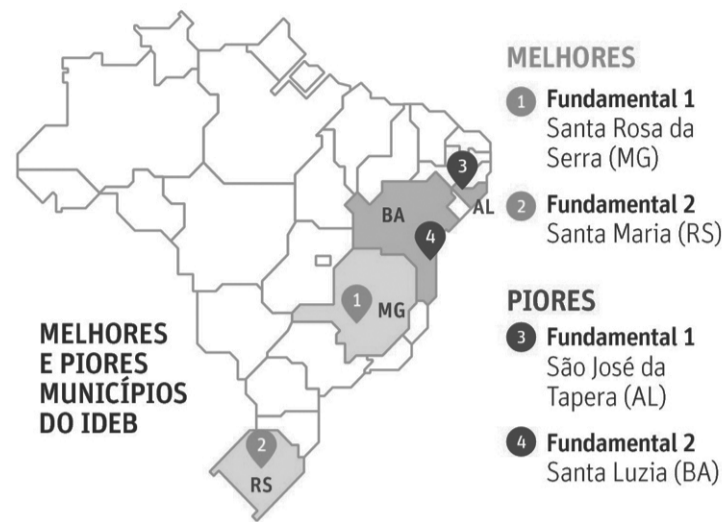 MELHORES
1 Fundamental 1
Santa Rosa da
Serra (MG)
2 Fundamental 2
Santa Maria (RS)
PIORES
3 Fundamental 1
São José da
Tapera (AL)
4 Fundamental 2
Santa Luzia (BA)
3
AL
BA
4
1
MG
MELHORES
E PIORES
MUNICÍPIOS
DO IDEB
2
RS